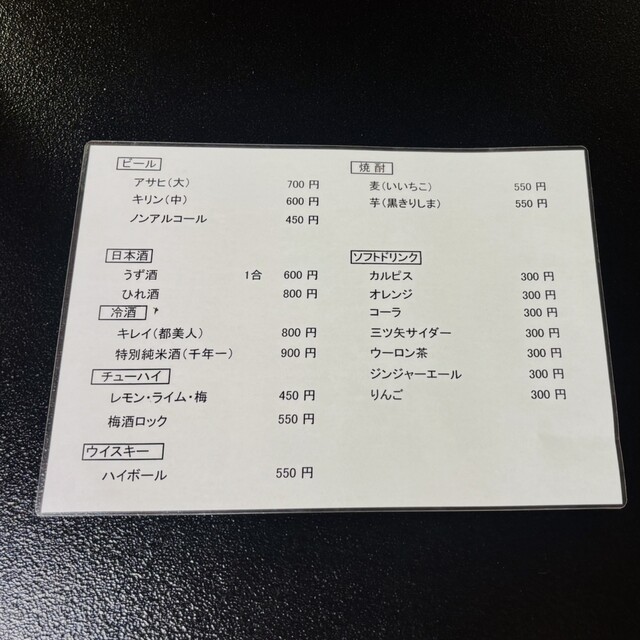 ビール
アサヒ（大） 700 円
キリン（中） 600 円
ノンアルコール 450 円
日本酒
うず酒 1合 600 円
ひれ酒 800 円
冷酒
キレイ（都美人） 800 円
特別純米酒（千年一） 900 円
チューハイ
レモン・ライム・梅 450 円
梅酒ロック 550 円
ウイスキー
ハイボール 550 円
焼酎
麦（いいちこ） 550 円
芋（黒きりしま） 550 円
ソフトドリンク
カルピス 300 円
オレンジ 300 円
コーラ 300 円
三ツ矢サイダー 300 円
ウーロン茶 300 円
ジンジャーエール 300 円
りんご 300 円